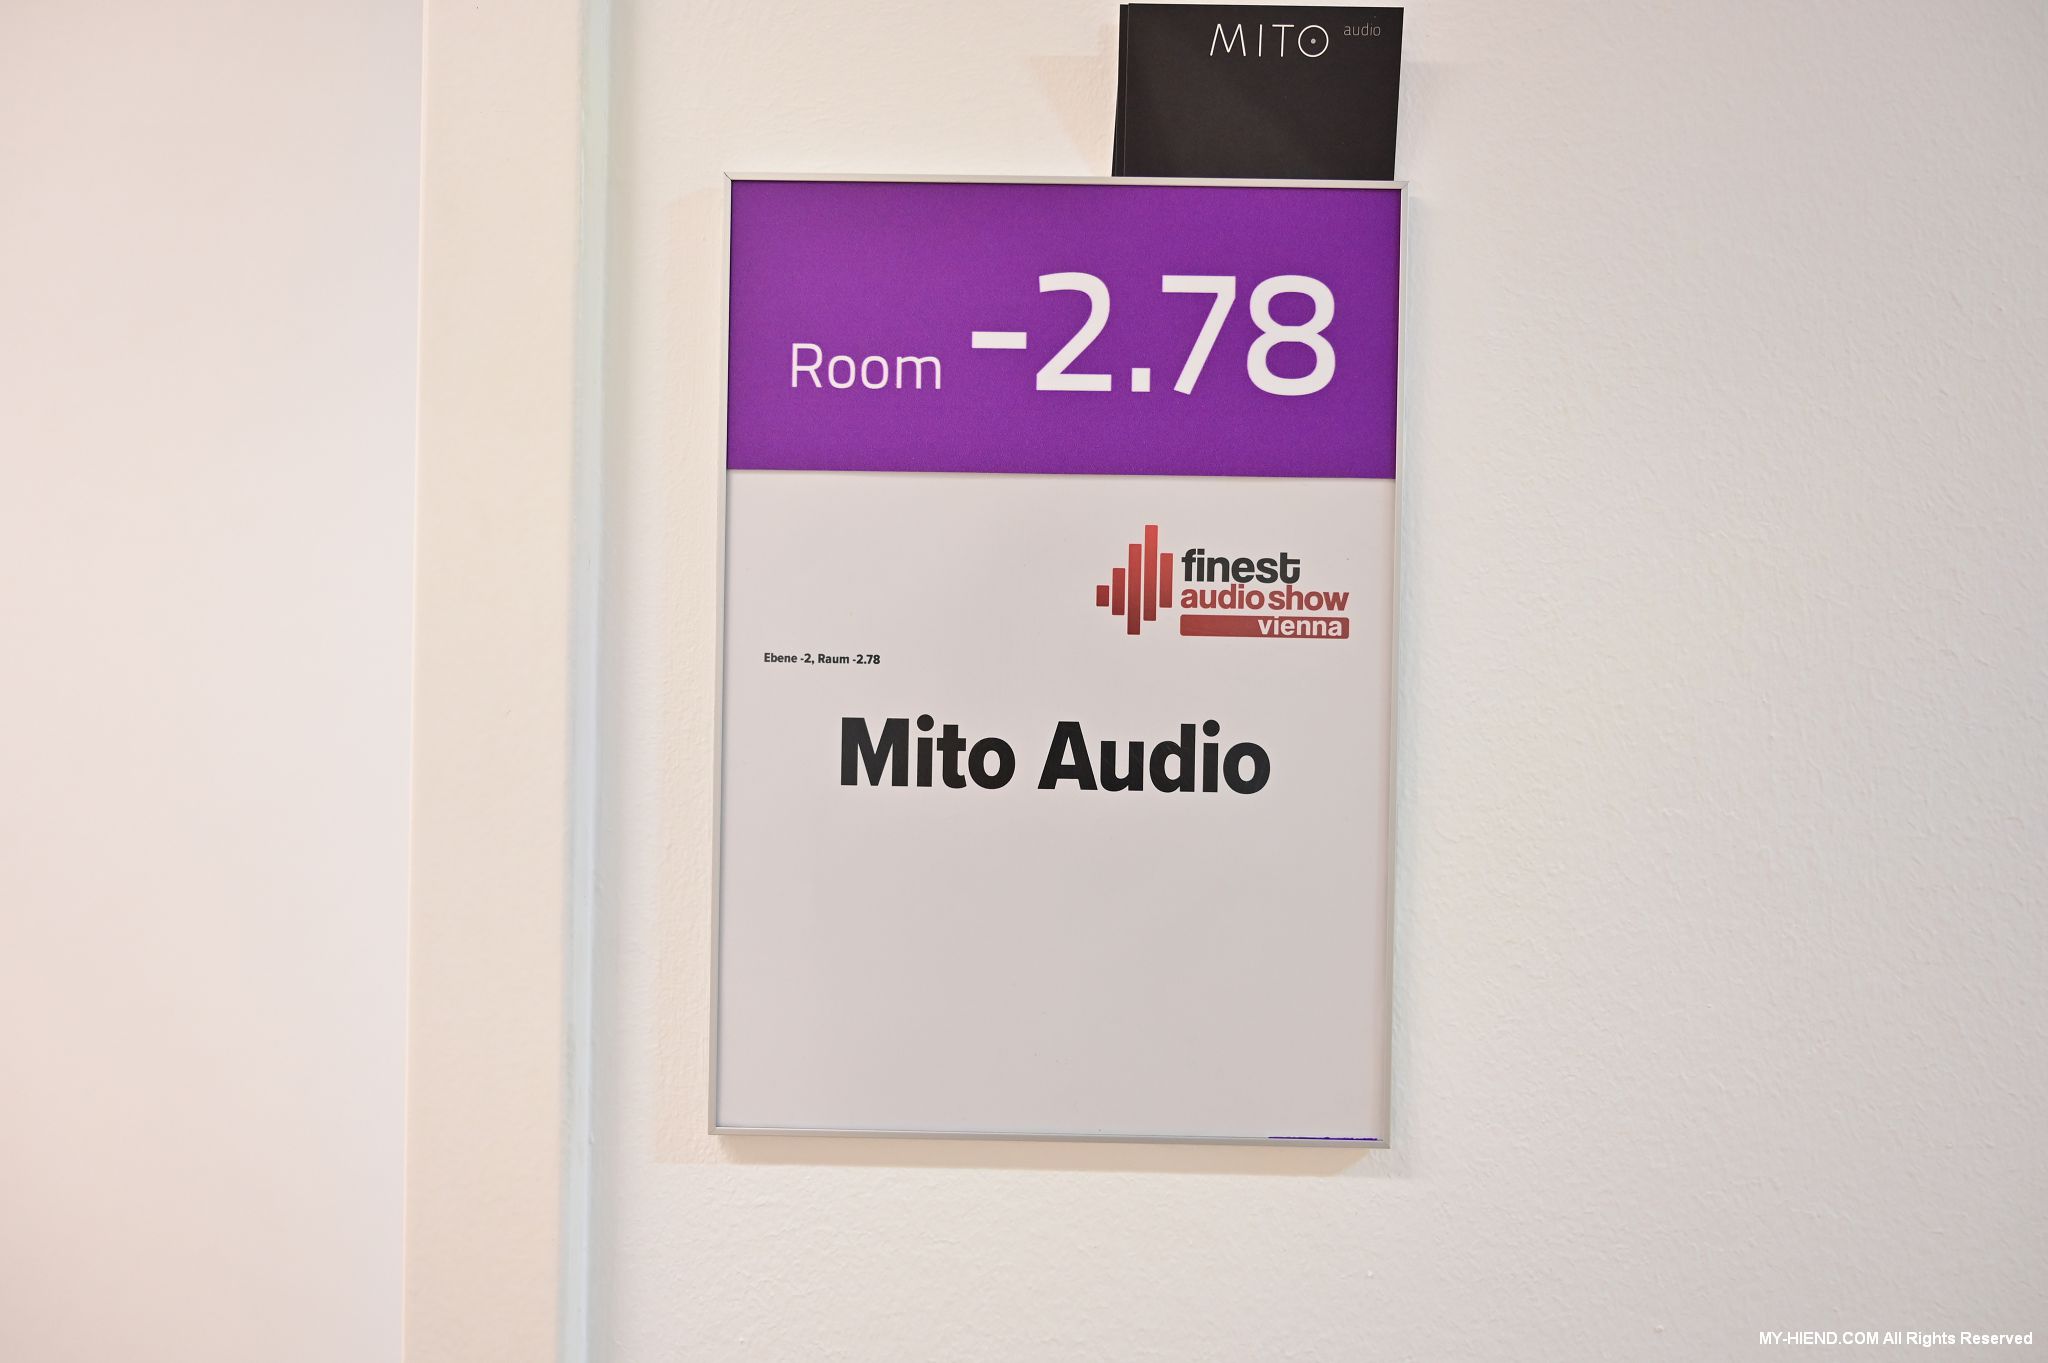 MITO audio
Room -2.78
finest
audio show
vienna
Ebene -2, Raum -2.78
Mito Audio
MY-HIEND.COM All Rights Reserved